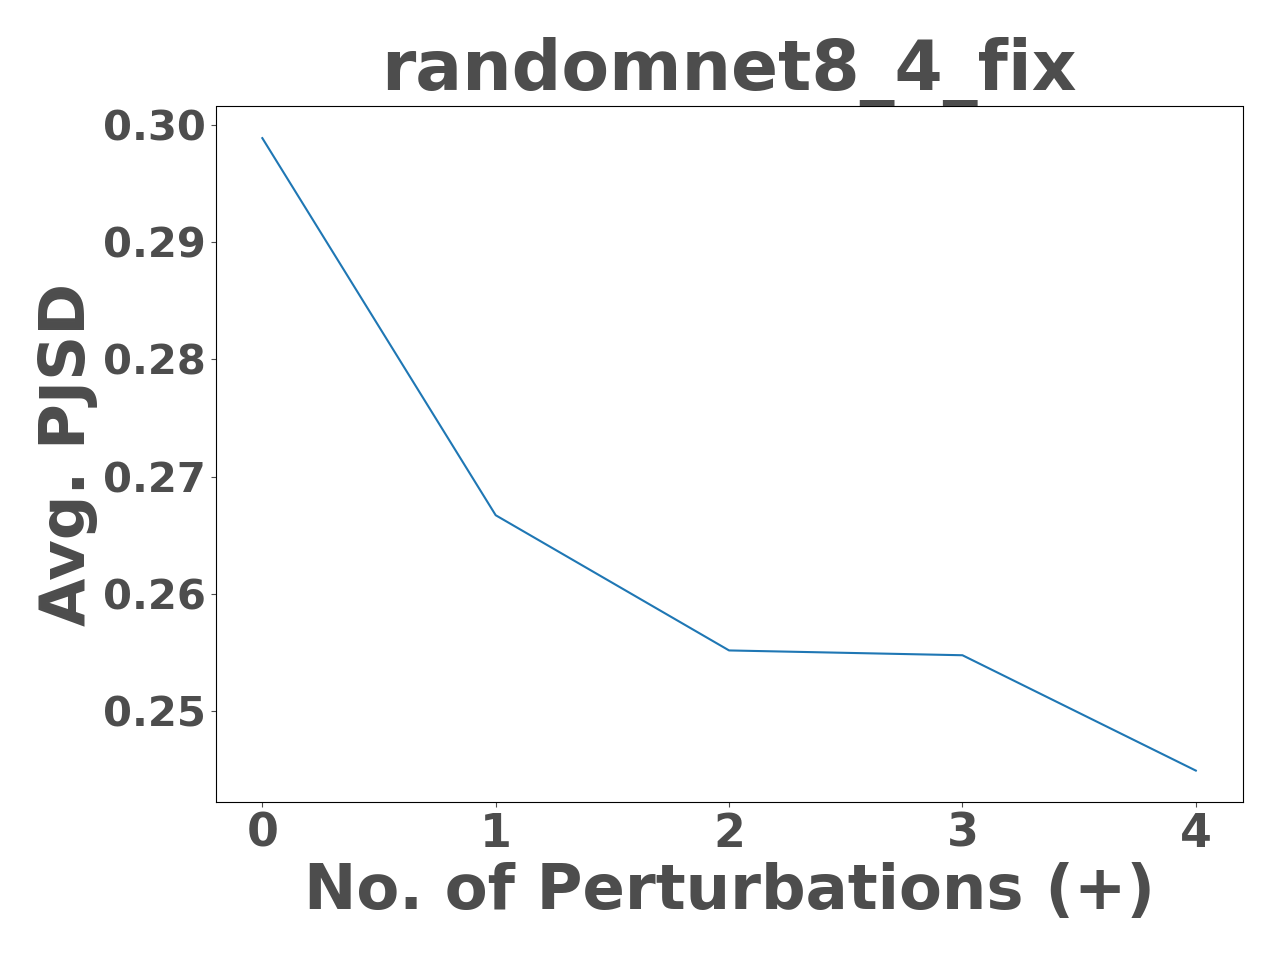 randomnet8_4_fix
Avg. PJSD
0.30
0.29
0.28
0.27
0.26
0.25
0 1 2 3 4
No. of Perturbations (+)